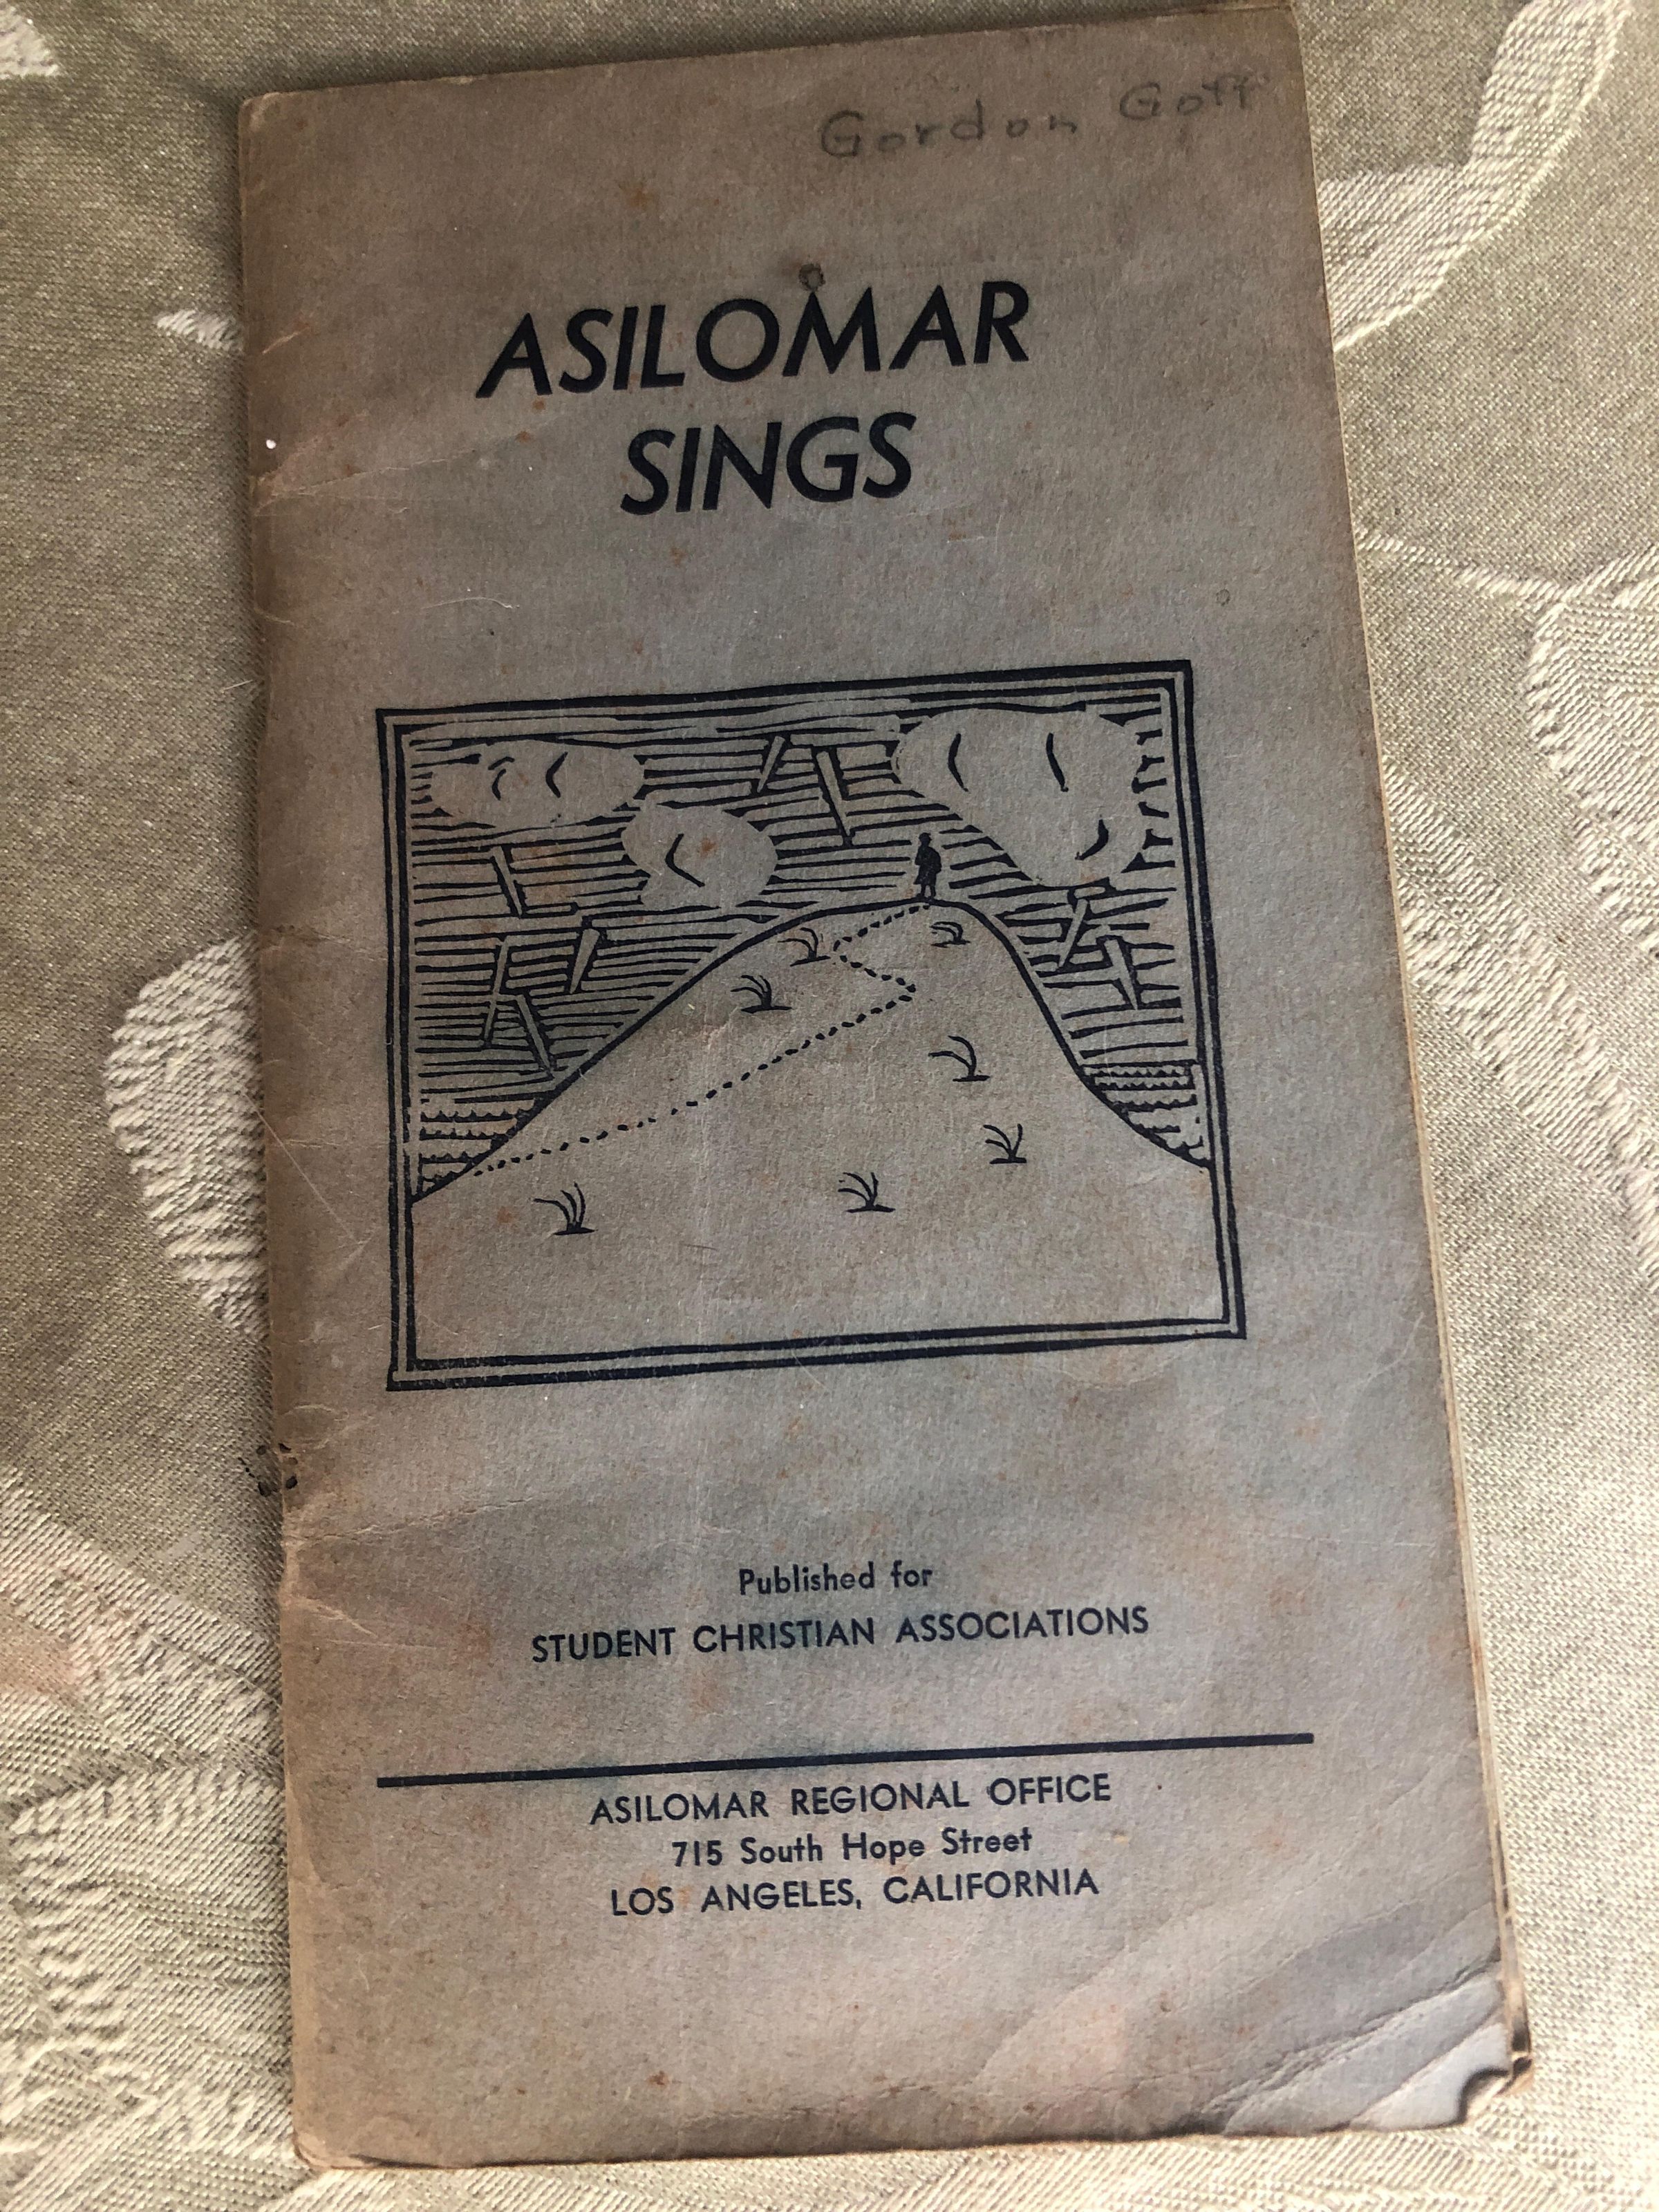 Gordon Goff
ASILOMAR
SINGS
Published for
STUDENT CHRISTIAN ASSOCIATIONS
ASILOMAR REGIONAL OFFICE
715 South Hope Street
LOS ANGELES, CALIFORNIA